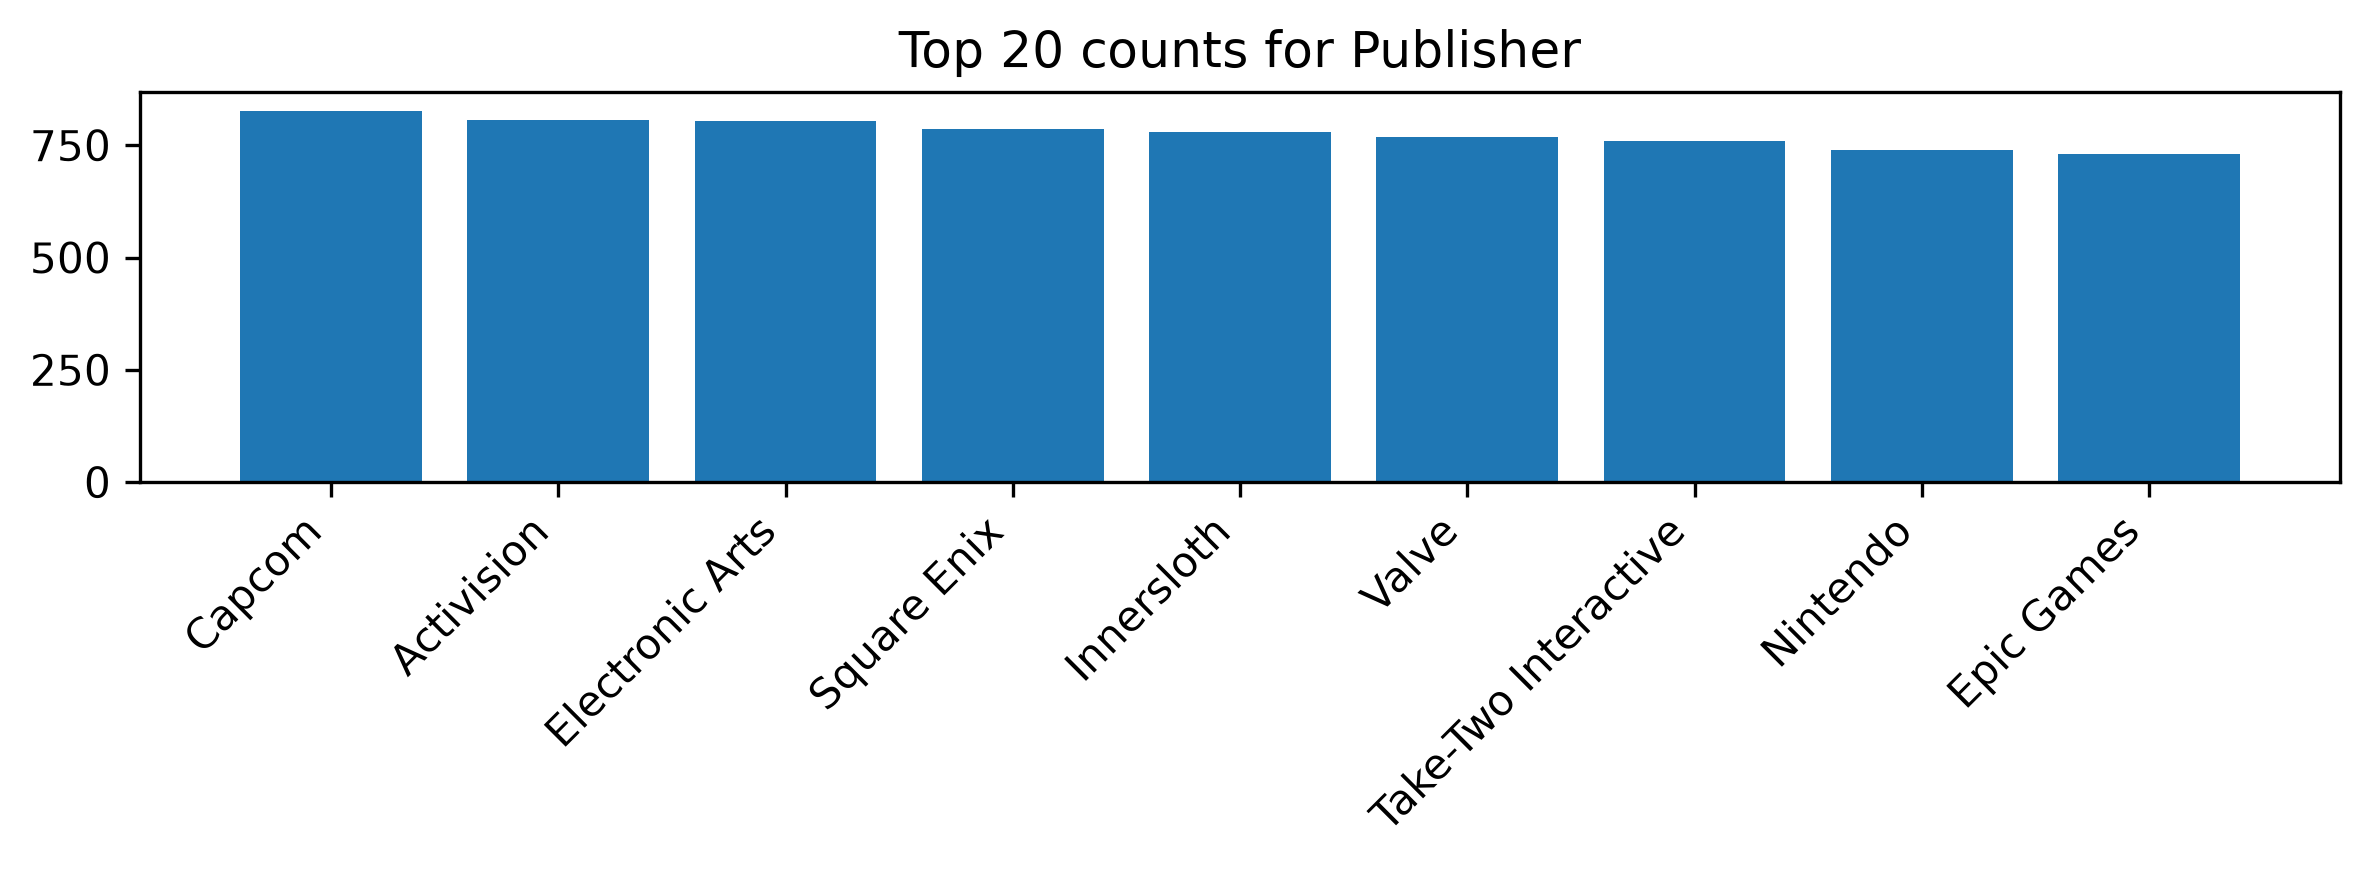 Top 20 counts for Publisher
750
500
250
0
Capcom
Activision
Electronic Arts
Square Enix
Innersloth
Valve
Take-Two Interactive
Nintendo
Epic Games